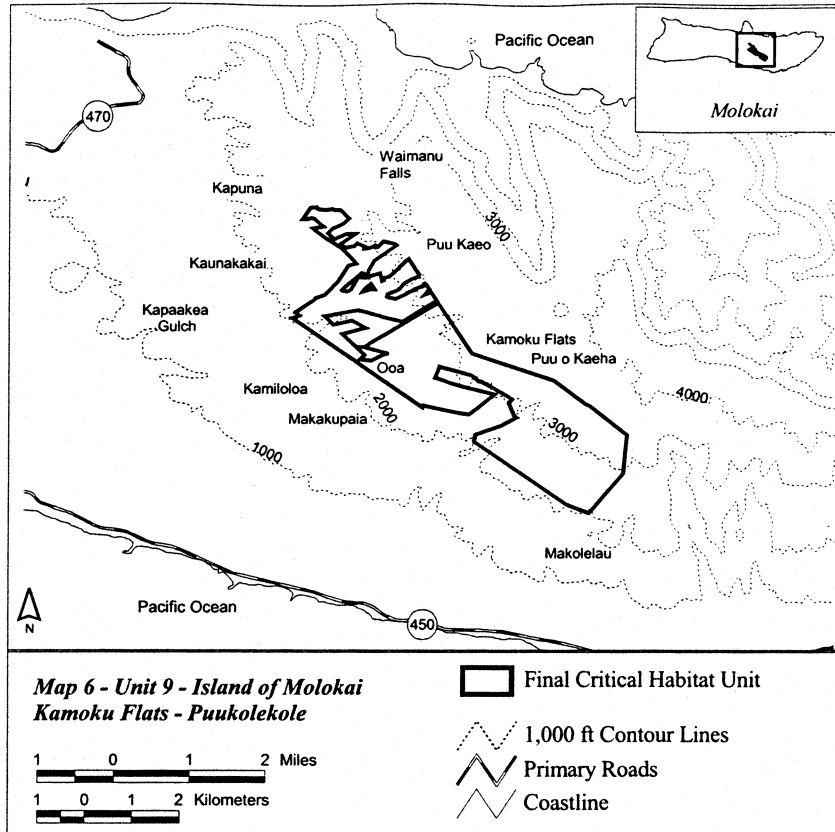 Pacific Ocean
Molokai
470
Waimanu
Falls
Kapuna
3000
Puu Kaeo
Kaunakakai
Kapaakea
Gulch
Kamoku Flats
Puu o Kaeha
Ooa
Kamiloloa
2000
4000
Makakupaia
3000
1000
Makolelau
Pacific Ocean
450
N
Map 6 - Unit 9 - Island of Molokai
Kamoku Flats - Puukolekole
1 0 1 2 Miles
1 0 1 2 Kilometers
Final Critical Habitat Unit
1,000 ft Contour Lines
Primary Roads
Coastline